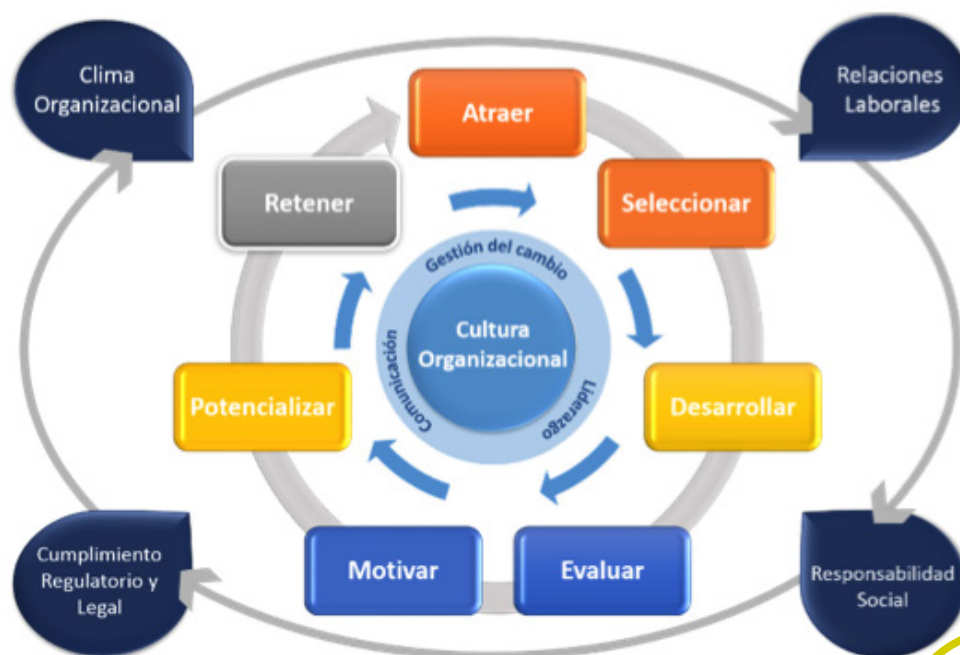 Clima
Organizacional
Relaciones
Laborales
Atraer
Retener
Seleccionar
Gestión del cambio
Cultura
Organizacional
Comunicación
Liderazgo
Potencializar
Desarrollar
Motivar
Evaluar
Cumplimiento
Regulatorio y
Legal
Responsabilidad
Social